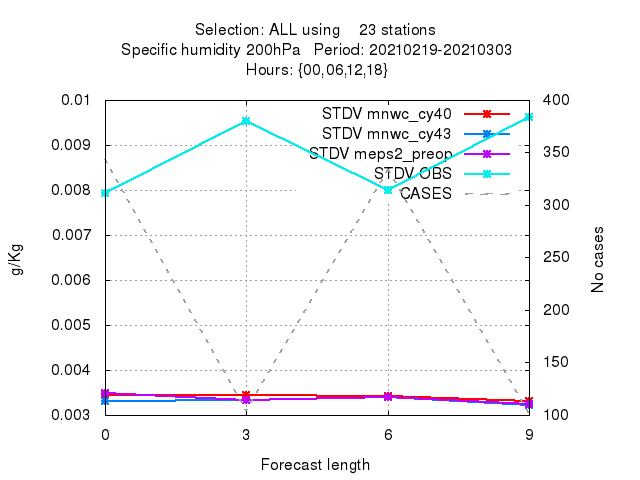 Selection: ALL using    23 stations
Specific humidity 200hPa   Period: 20210219-20210303
Hours: {00,06,12,18}
0.01
0.009
0.008
0.007
0.006
0.005
0.004
0.003
g/Kg
STDV mnwc_cy40
STDV mnwc_cy43
STDV meps2_preop
STDV OBS
CASES
400
350
300
250
200
150
100
No cases
0 3 6 9
Forecast length